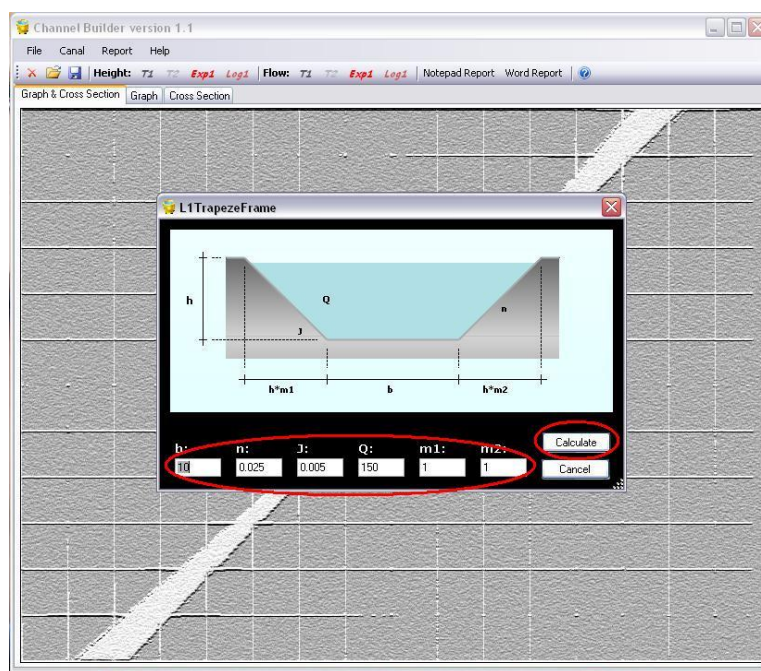 Channel Builder version 1.1
File Canal Report Help
Height: T1 T2 Exp1 Log1 Flow: T1 T2 Exp1 Log1 Notepad Report Word Report
Graph & Cross Section Graph Cross Section
L1TrapezeFrame
h Q n
J
h*m1 b h*m2
b: n: J: Q: m1: m2: Calculate
10 0.025 0.005 150 1 1 Cancel